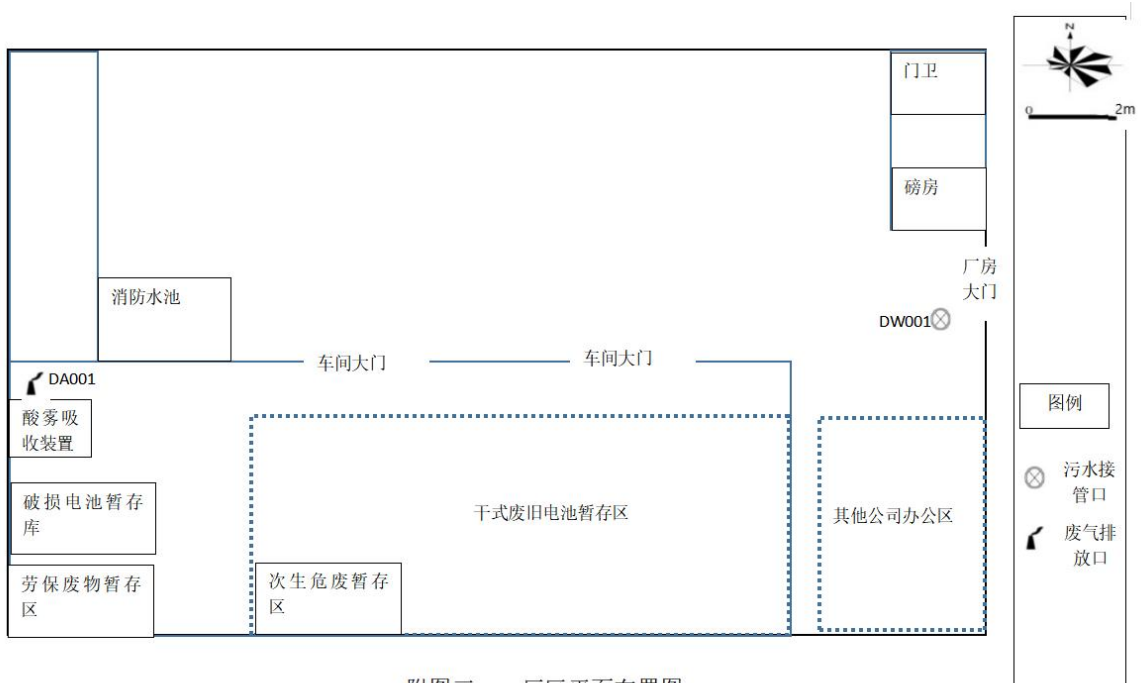 N
门卫
0 2m
磅房
厂房
大门
消防水池
DW001
车间大门
车间大门
DA001
酸雾吸
收装置
图例
污水接
管口
破损电池暂存
库
干式废旧电池暂存区
其他公司办公区
废气排
放口
劳保废物暂存
区
次生危废暂存
区